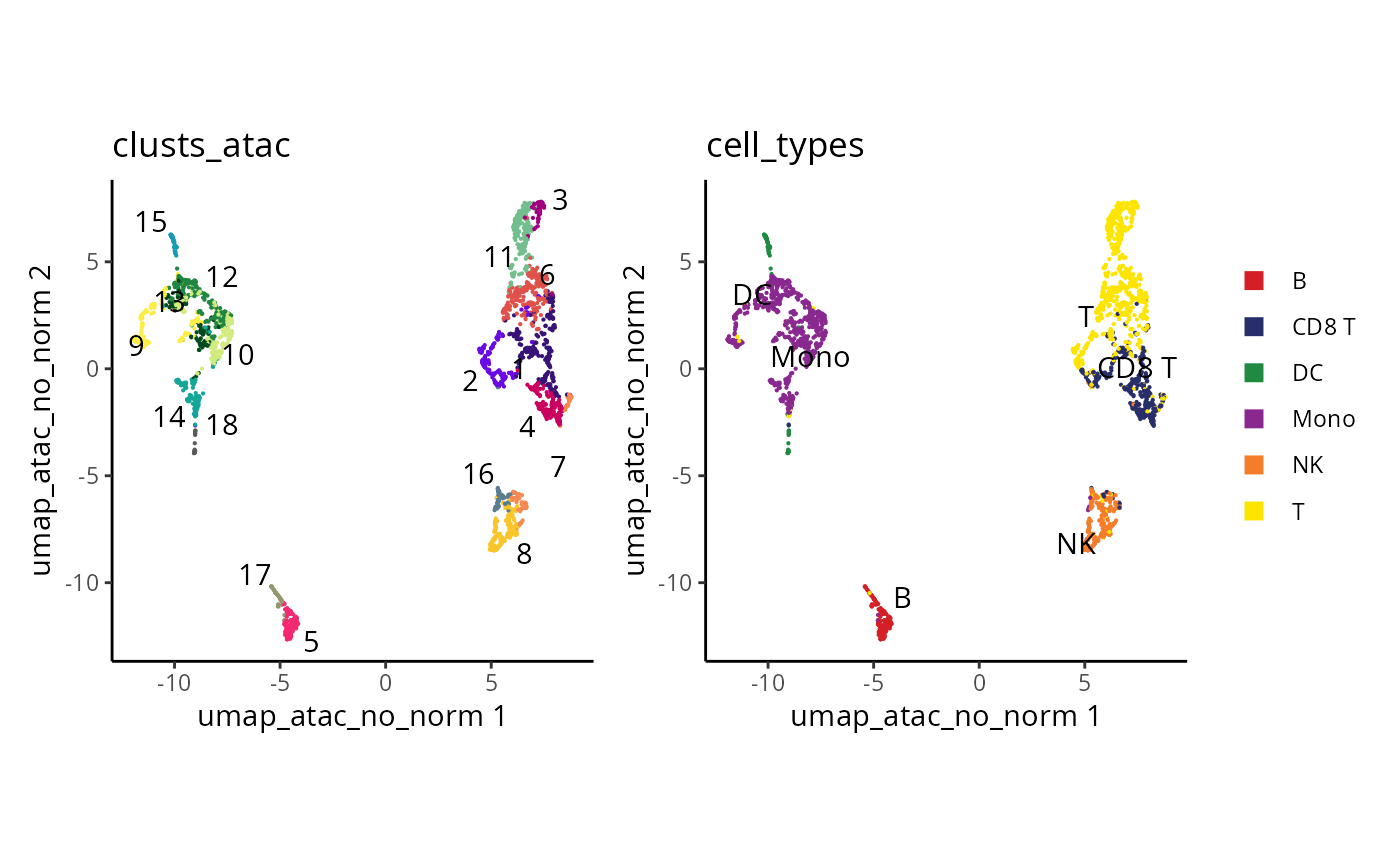 clusts_atac
umap_atac_no_norm 2
5
0
-5
-10
15
12
13
9
10
14
18
3
11
6
2
1
4
7
16
8
17
5
-10
-5
0
5
umap_atac_no_norm 1
cell_types
umap_atac_no_norm 2
5
0
-5
-10
DC
Mono
T
CD8 T
NK
B
-10
-5
0
5
umap_atac_no_norm 1
B
CD8 T
DC
Mono
NK
T